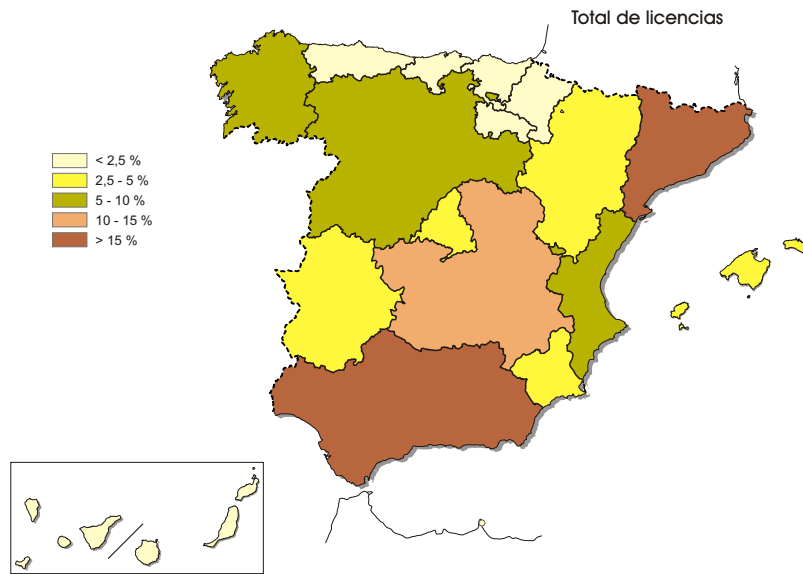 Total de licencias
< 2,5 %
2,5 - 5 %
5 - 10 %
10 - 15 %
> 15 %